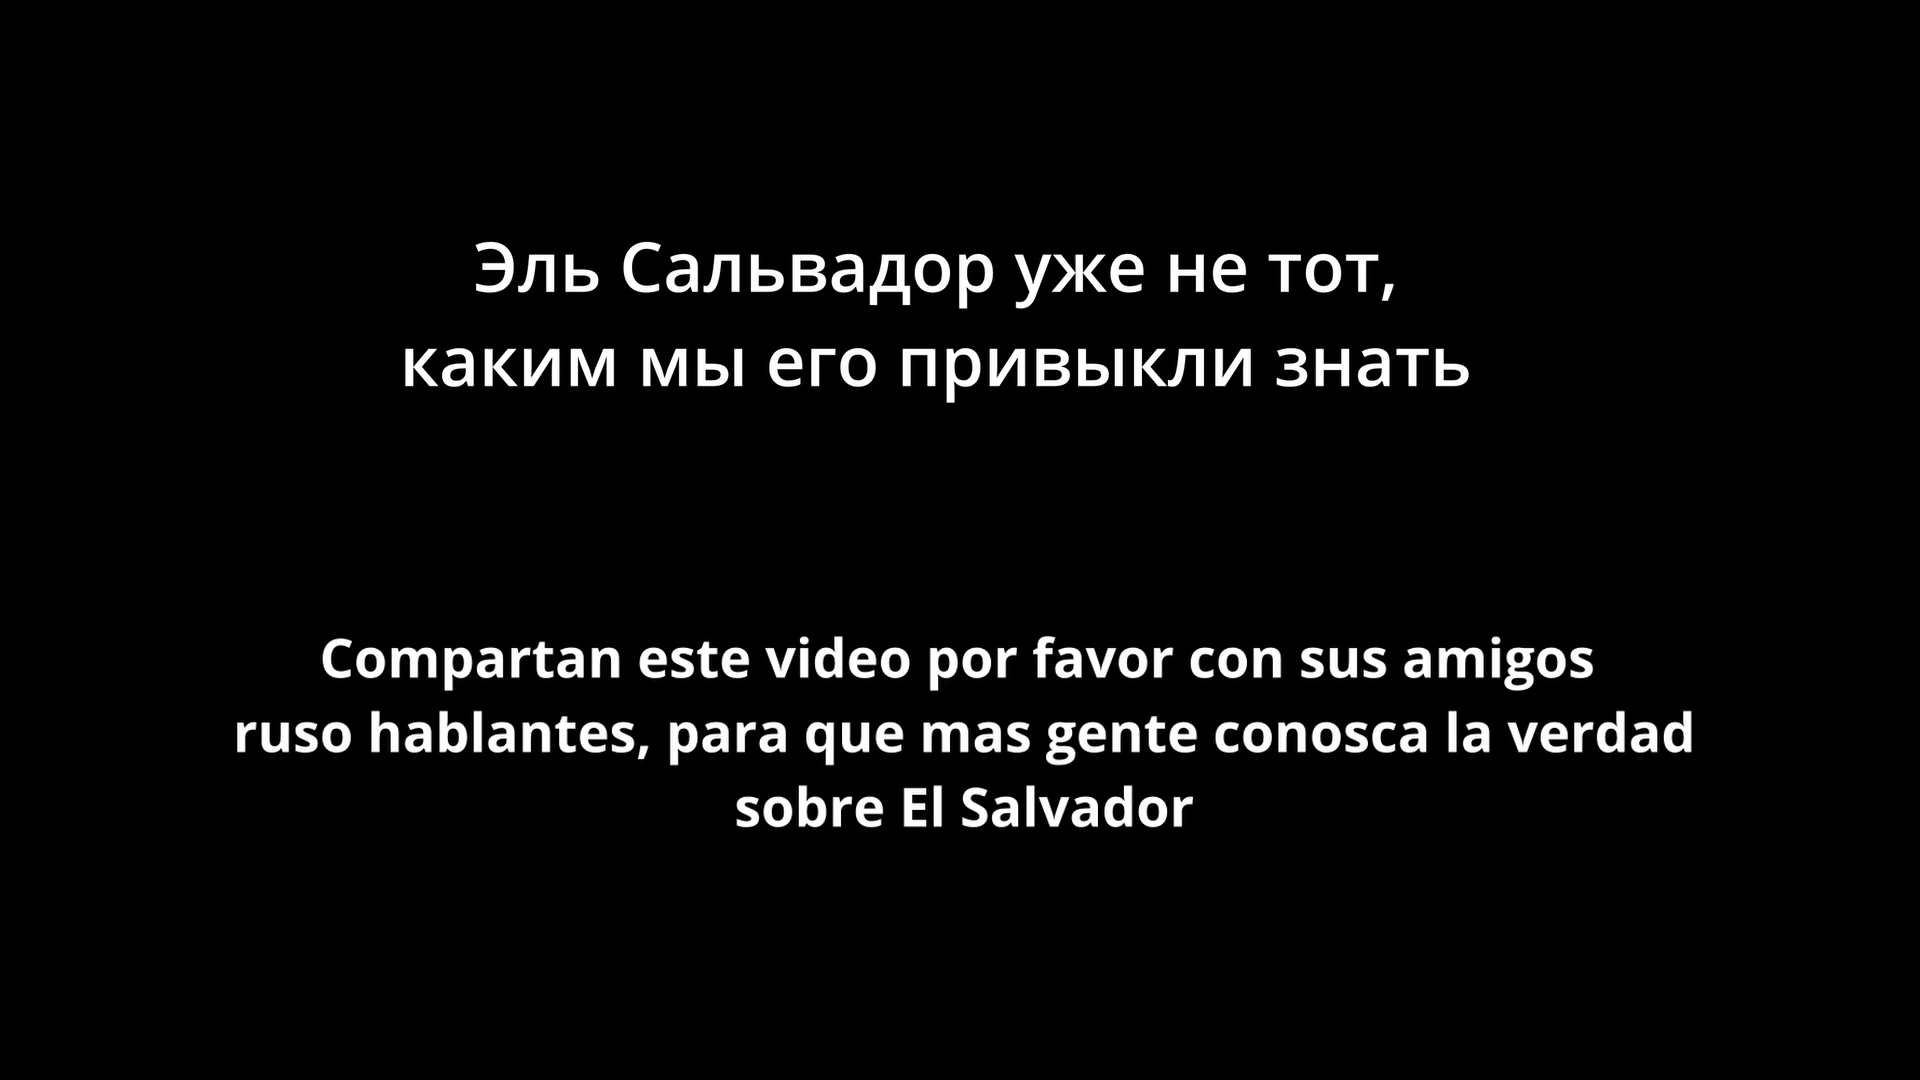 Эль Сальвадор уже не тот,
каким мы его привыкли знать
Compartan este video por favor con sus amigos
ruso hablantes, para que mas gente conosca la verdad
sobre El Salvador